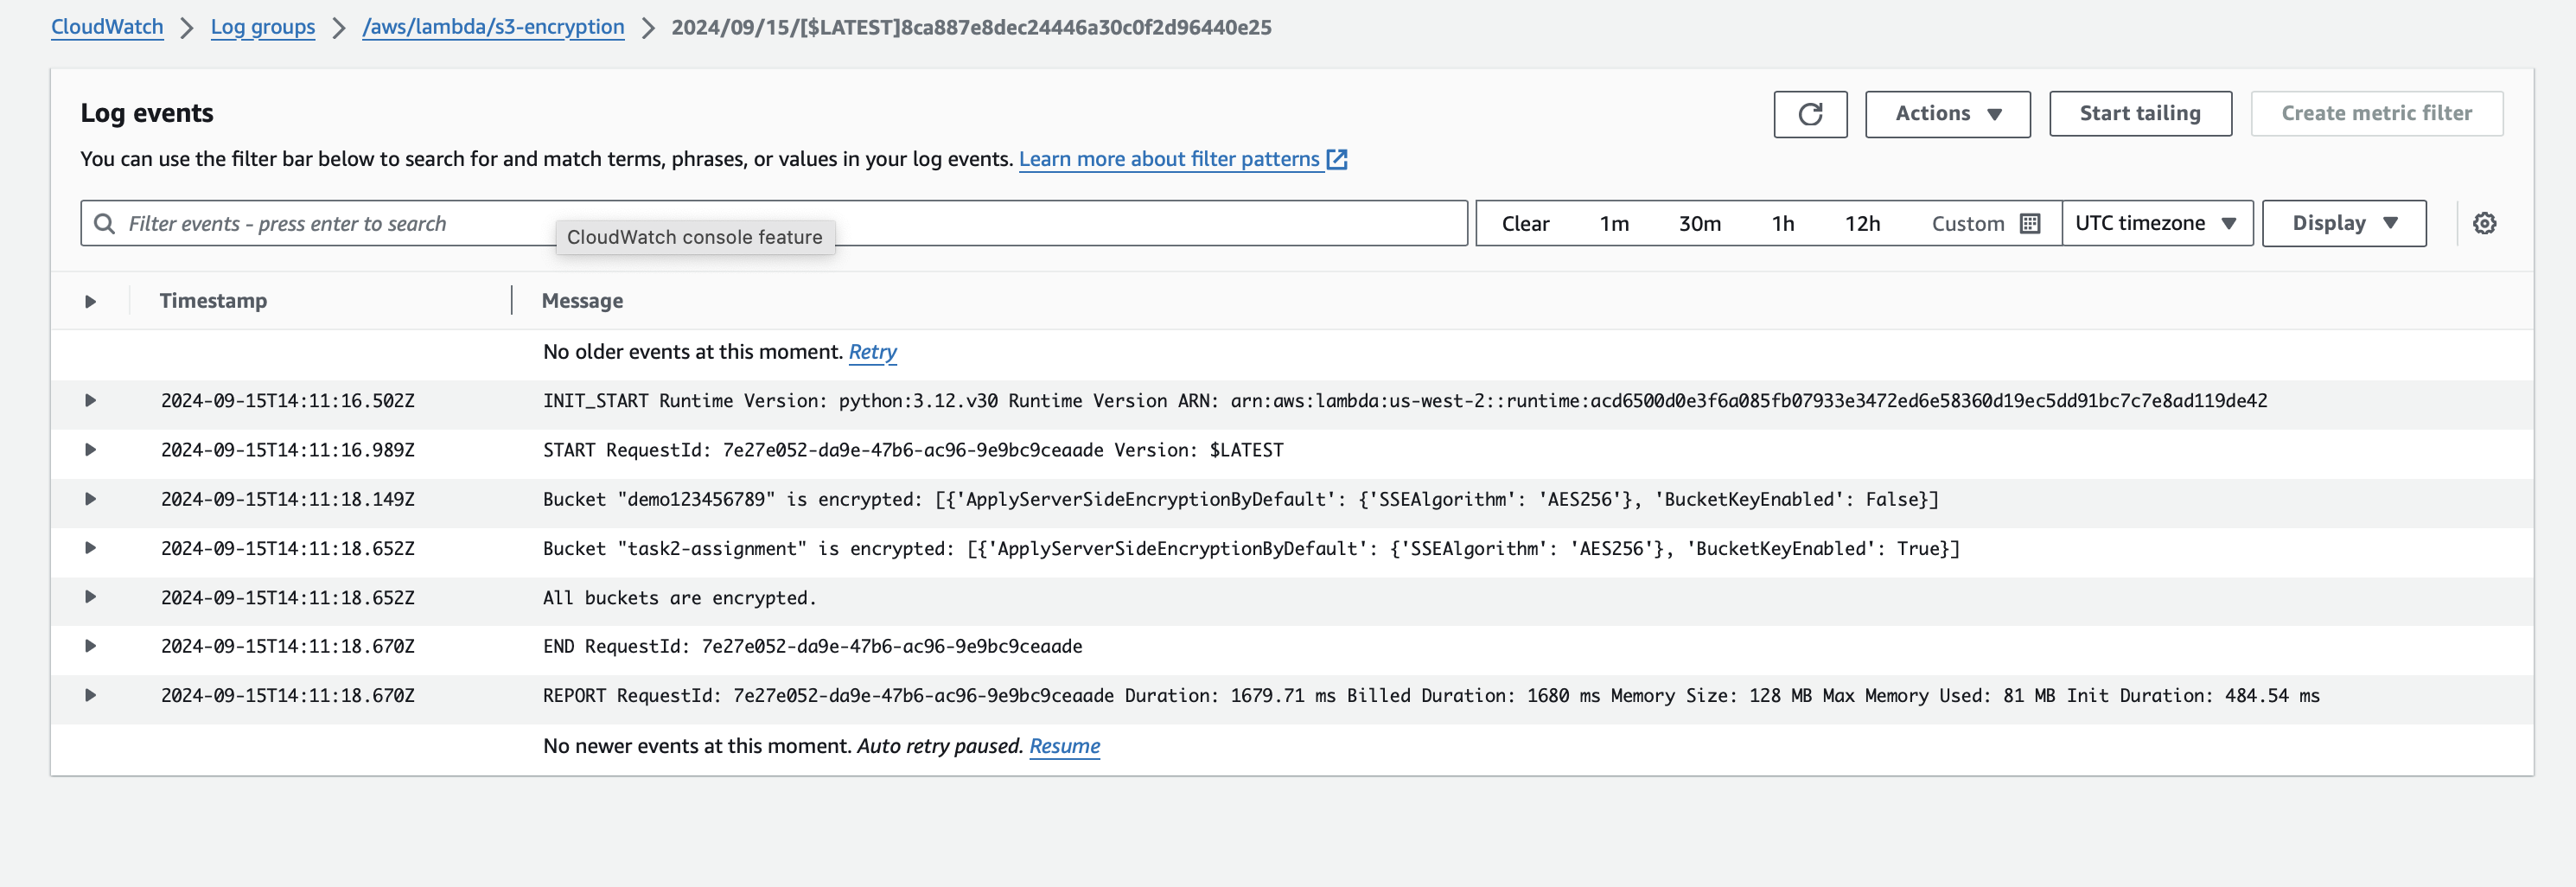 CloudWatch > Log groups > /aws/lambda/s3-encryption > 2024/09/15/[$LATEST]8ca887e8dec24446a30c0f2d96440e25
Log events
Actions Start tailing Create metric filter
You can use the filter bar below to search for and match terms, phrases, or values in your log events. Learn more about filter patterns
Filter events - press enter to search
CloudWatch console feature
Clear 1m 30m 1h 12h Custom UTC timezone Display
Timestamp Message
No older events at this moment. Retry
2024-09-15T14:11:16.502Z INIT_START Runtime Version: python:3.12.v30 Runtime Version ARN: arn:aws:lambda:us-west-2::runtime:acd6500d0e3f6a085fb07933e3472ed6e58360d19ec5dd91bc7c7e8ad119de42
2024-09-15T14:11:16.989Z START RequestId: 7e27e052-da9e-47b6-ac96-9e9bc9ceaade Version: $LATEST
2024-09-15T14:11:18.149Z Bucket "demo123456789" is encrypted: [{'ApplyServerSideEncryptionByDefault': {'SSEAlgorithm': 'AES256'}, 'BucketKeyEnabled': False}]
2024-09-15T14:11:18.652Z Bucket "task2-assignment" is encrypted: [{'ApplyServerSideEncryptionByDefault': {'SSEAlgorithm': 'AES256'}, 'BucketKeyEnabled': True}]
2024-09-15T14:11:18.652Z All buckets are encrypted.
2024-09-15T14:11:18.670Z END RequestId: 7e27e052-da9e-47b6-ac96-9e9bc9ceaade
2024-09-15T14:11:18.670Z REPORT RequestId: 7e27e052-da9e-47b6-ac96-9e9bc9ceaade Duration: 1679.71 ms Billed Duration: 1680 ms Memory Size: 128 MB Max Memory Used: 81 MB Init Duration: 484.54 ms
No newer events at this moment. Auto retry paused. Resume